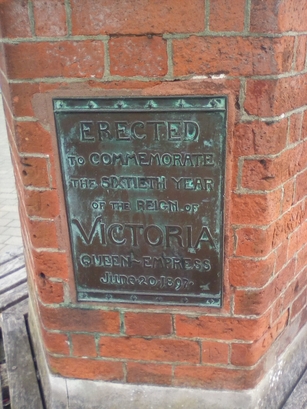 ERECTED
TO COMMEMORATE
THE SIXTIETH YEAR
OF THE REIGN OF
VICTORIA
QUEEN-EMPRESS
JUNE 20 1897